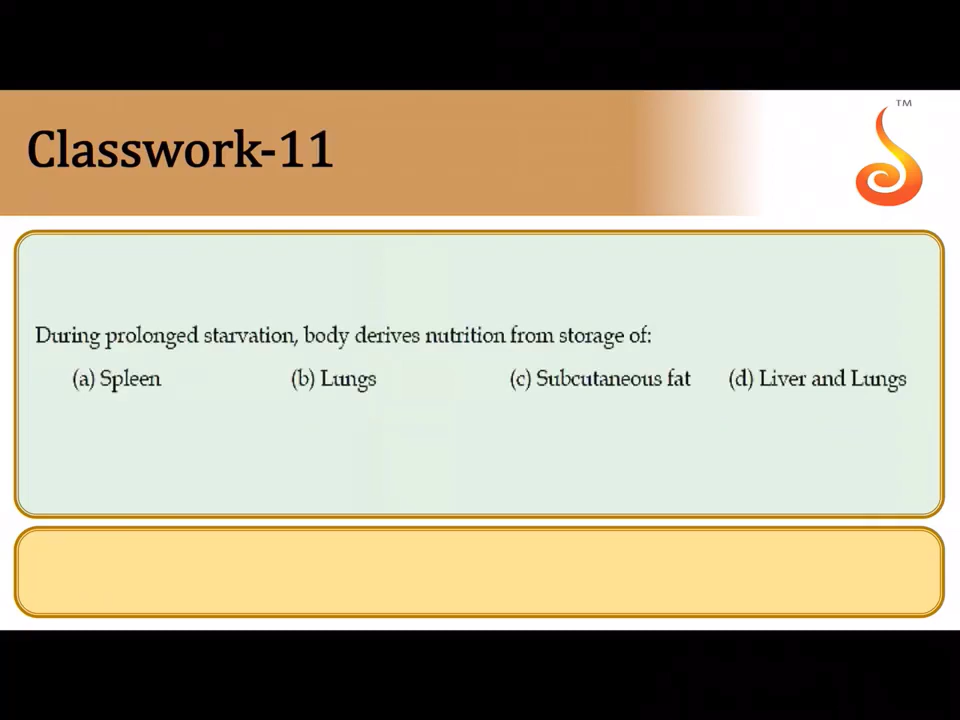 TM
Classwork-11
During prolonged starvation, body derives nutrition from storage of:
(a) Spleen (b) Lungs (c) Subcutaneous fat (d) Liver and Lungs